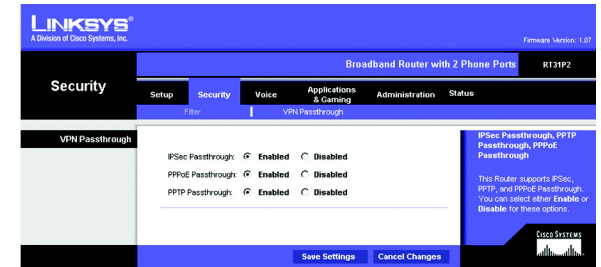 LINKSYS®
A Division of Cisco Systems, Inc.
Firmware Version: 1.07
Broadband Router with 2 Phone Ports RT31P2
Security
Setup Security Voice Applications & Gaming Administration Status
Filter VPN Passthrough
VPN Passthrough
IPSec Passthrough: Enabled Disabled
PPPoE Passthrough: Enabled Disabled
PPTP Passthrough: Enabled Disabled
IPSec Passthrough, PPTP
Passthrough, PPPoE
Passthrough
This Router supports IPSec,
PPTP, and PPPoE Passthrough.
You can select either Enable or
Disable for these options.
Save Settings Cancel Changes
CISCO SYSTEMS